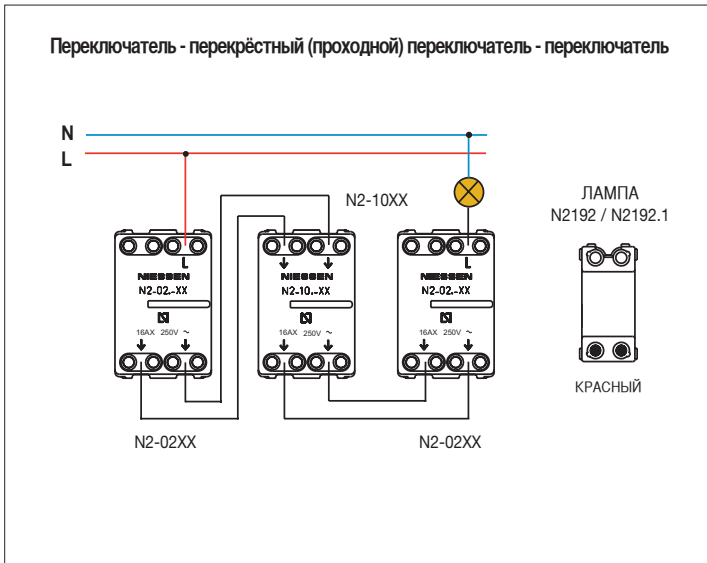 Переключатель - перекрёстный (проходной) переключатель - переключатель
N
L
N2-10XX
ЛАМПА
N2192 / N2192.1
L
NIESSEN
N2-02.-XX
16AX 250V ~
NIESSEN
N2-10.-XX
16AX 250V ~
L
NIESSEN
N2-02.-XX
16AX 250V ~
КРАСНЫЙ
N2-02XX
N2-02XX